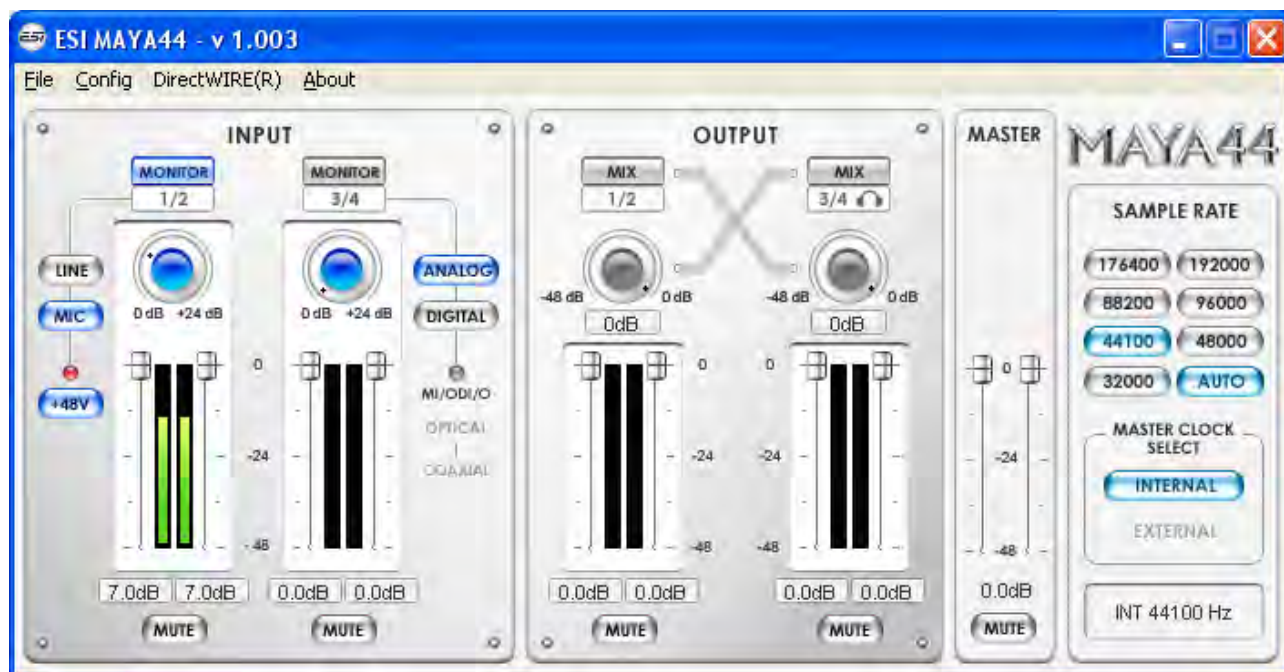 ESI MAYA44 - v 1.003
File Config DirectWIRE(R) About
INPUT
MONITOR
1/2
MONITOR
3/4
LINE
MIC
+48V
0 dB +24 dB
0 dB +24 dB
ANALOG
DIGITAL
MI/ODI/O
OPTICAL
COAXIAL
0
-24
-48
7.0dB 7.0dB
0.0dB 0.0dB
MUTE
MUTE
OUTPUT
MIX
1/2
MIX
3/4
-48 dB 0 dB
0dB
-48 dB 0 dB
0dB
0 0
-24 -24
-48 -48
0.0dB 0.0dB
0.0dB 0.0dB
MUTE
MUTE
MASTER
0
-24
-48
0.0dB
MUTE
MAYA44
SAMPLE RATE
176400 192000
88200 96000
44100 48000
32000 AUTO
MASTER CLOCK
SELECT
INTERNAL
EXTERNAL
INT 44100 Hz